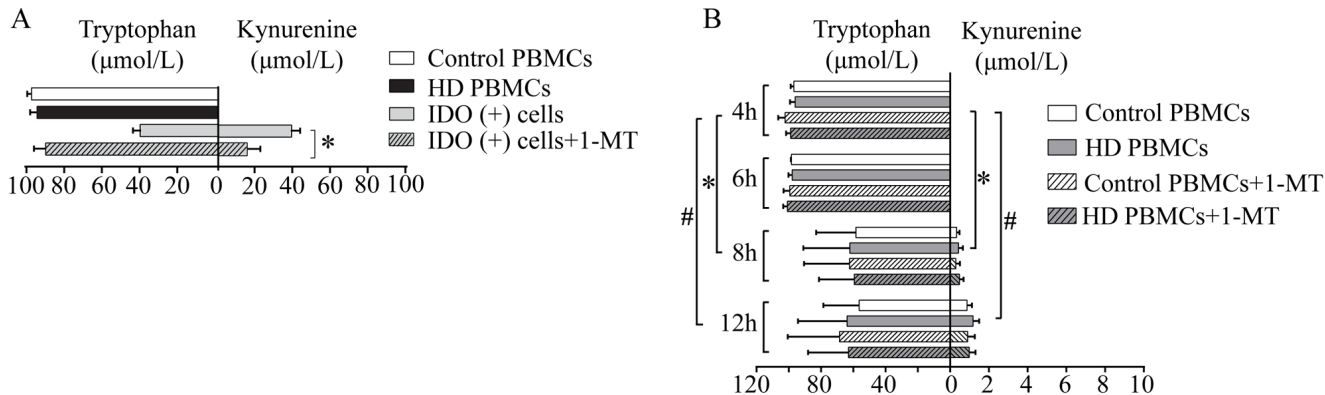 A
Tryptophan
(μmol/L)
Kynurenine
(μmol/L)
Control PBMCs
HD PBMCs
IDO (+) cells
IDO (+) cells+1-MT
*
100 80 60 40 20 0 20 40 60 80 100
B
Tryptophan
(μmol/L)
Kynurenine
(μmol/L)
4h
6h
8h
12h
#
*
*
#
Control PBMCs
HD PBMCs
Control PBMCs+1-MT
HD PBMCs+1-MT
120 80 40 0 2 4 6 8 10